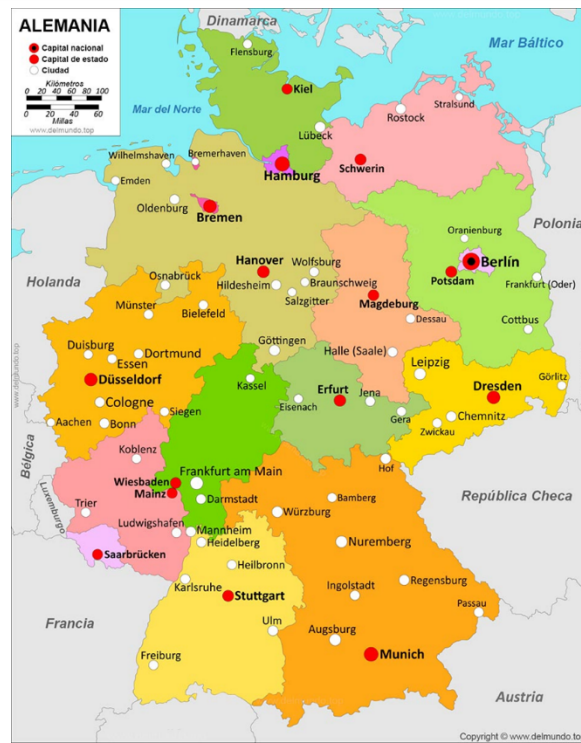 ALEMANIA
Capital nacional
Capital de estado
Ciudad
Kilómetros
0 20 40 60 80 100
0 20 40 60
Millas
www.delmundo.top
Dinamarca
Mar Báltico
Mar del Norte
Flensburg
Kiel
Lübeck
Rostock
Stralsund
Wilhelmshaven
Bremerhaven
Hamburg
Schwerin
Emden
Oldenburg
Bremen
Oranienburg
Polonia
Berlín
Potsdam
Frankfurt (Oder)
Holanda
Hanover
Wolfsburg
Osnabrück
Hildesheim
Braunschweig
Salzgitter
Magdeburg
Münster
Bielefeld
Dessau
Cottbus
Göttingen
Halle (Saale)
Duisburg
Dortmund
Essen
Düsseldorf
Kassel
Leipzig
Görlitz
Dresden
Erfurt
Jena
Eisenach
Gera
Chemnitz
Zwickau
Cologne
Aachen
Bonn
Siegen
www.delmundo.top
Bélgica
Koblenz
Hof
Wiesbaden
Frankfurt am Main
Mainz
Luxemburgo
Trier
Darmstadt
Bamberg
República Checa
Würzburg
Ludwigshafen
Mannheim
Heidelberg
Nuremberg
Saarbrücken
Heilbronn
Karlsruhe
Stuttgart
Ingolstadt
Regensburg
Passau
Francia
Ulm
Augsburg
Freiburg
Munich
Austria
Copyright © www.delmundo.top